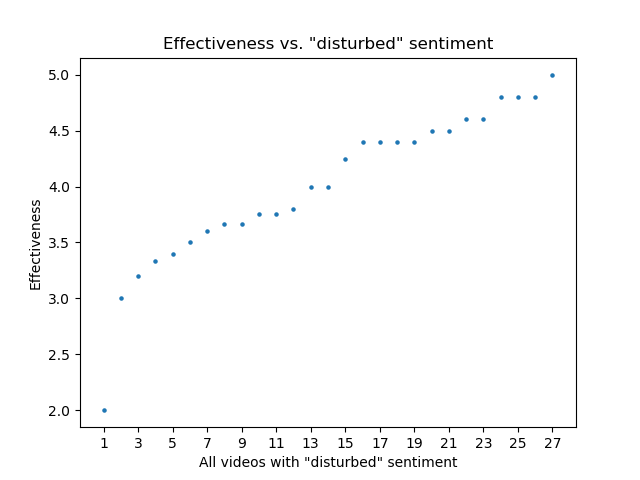 Effectiveness vs. "disturbed" sentiment
5.0
4.5
4.0
3.5
3.0
2.5
2.0
Effectiveness
1 3 5 7 9 11 13 15 17 19 21 23 25 27
All videos with "disturbed" sentiment